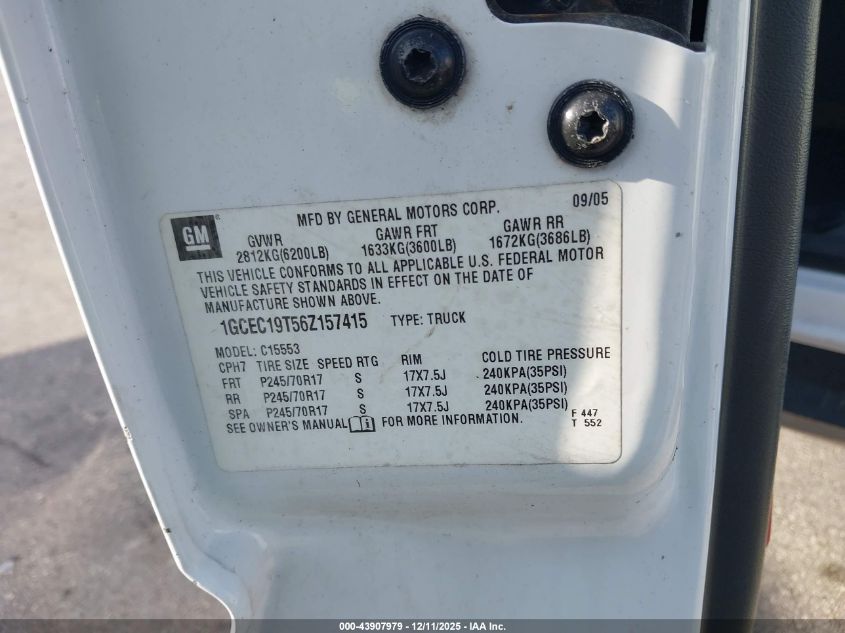 GM
MFD BY GENERAL MOTORS CORP. 09/05
GVWR GAWR FRT GAWR RR
2812KG(6200LB) 1633KG(3600LB) 1672KG(3686LB)
THIS VEHICLE CONFORMS TO ALL APPLICABLE U.S. FEDERAL MOTOR
VEHICLE SAFETY STANDARDS IN EFFECT ON THE DATE OF
MANUFACTURE SHOWN ABOVE.
1GCEC19T56Z157415 TYPE: TRUCK
MODEL: C15553
CPH7 TIRE SIZE SPEED RTG RIM COLD TIRE PRESSURE
FRT P245/70R17 S 17X7.5J 240KPA(35PSI)
RR P245/70R17 S 17X7.5J 240KPA(35PSI)
SPA P245/70R17 S 17X7.5J 240KPA(35PSI)
SEE OWNER'S MANUAL i FOR MORE INFORMATION.
F 447
T 552
000-43907979 - 12/11/2025 - IAA Inc.